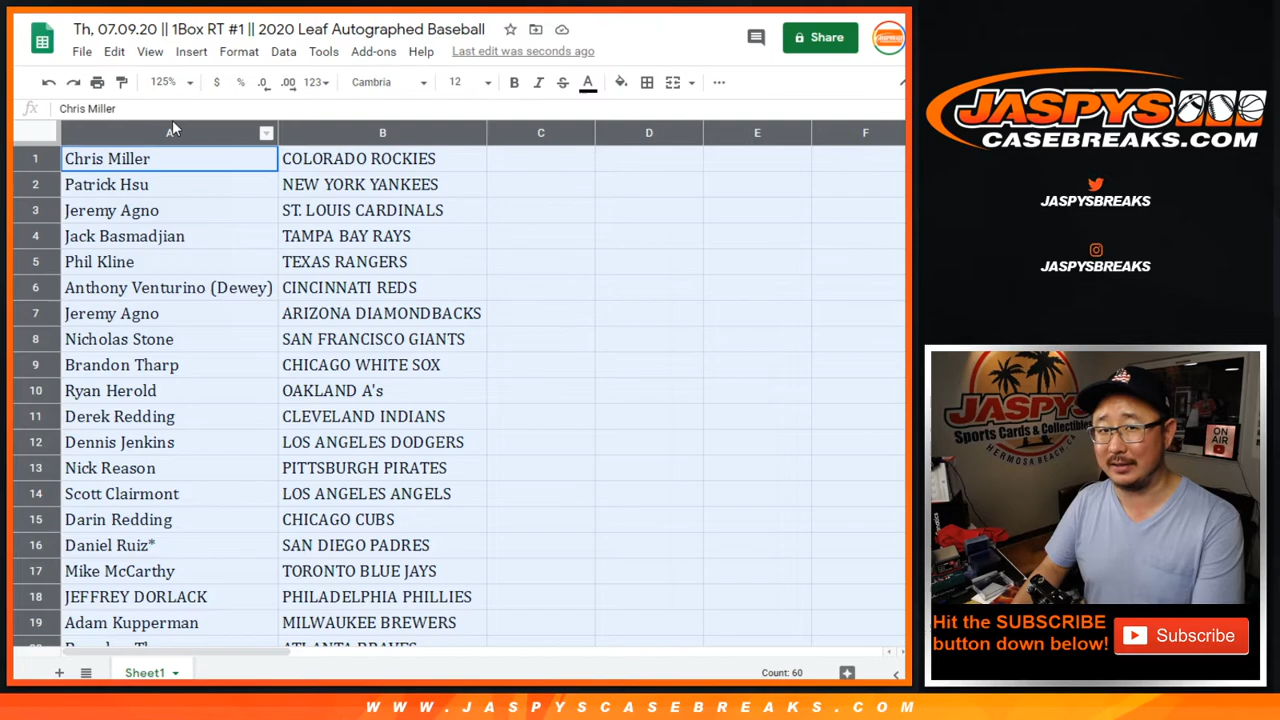 Th, 07.09.20 || 1Box RT #1 || 2020 Leaf Autographed Baseball
File Edit View Insert Format Data Tools Add-ons Help Last edit was seconds ago
Share
125% $ % .0 .00 123 Cambria 12 B I S A
fx Chris Miller
A B C D E F
1 Chris Miller COLORADO ROCKIES
2 Patrick Hsu NEW YORK YANKEES
3 Jeremy Agno ST. LOUIS CARDINALS
4 Jack Basmadjian TAMPA BAY RAYS
5 Phil Kline TEXAS RANGERS
6 Anthony Venturino (Dewey) CINCINNATI REDS
7 Jeremy Agno ARIZONA DIAMONDBACKS
8 Nicholas Stone SAN FRANCISCO GIANTS
9 Brandon Tharp CHICAGO WHITE SOX
10 Ryan Herold OAKLAND A's
11 Derek Redding CLEVELAND INDIANS
12 Dennis Jenkins LOS ANGELES DODGERS
13 Nick Reason PITTSBURGH PIRATES
14 Scott Clairmont LOS ANGELES ANGELS
15 Darin Redding CHICAGO CUBS
16 Daniel Ruiz* SAN DIEGO PADRES
17 Mike McCarthy TORONTO BLUE JAYS
18 JEFFREY DORLACK PHILADELPHIA PHILLIES
19 Adam Kupperman MILWAUKEE BREWERS
ATLANTA BRAVES
Sheet1
Count: 60
JASPYS
CASEBREAKS.COM
JASPYSBREAKS
JASPYSBREAKS
JASPYS
Sports Cards & Collectibles
HERMOSA BEACH, CA
ON AIR
Hit the SUBSCRIBE
button down below!
Subscribe
WWW.JASPYSCASEBREAKS.COM